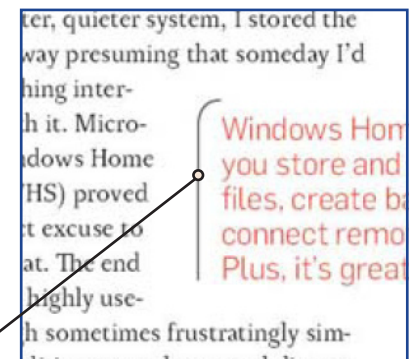 ter, quieter system, I stored the
way presuming that someday I'd
hing inter-
h it. Micro-
dows Home
HS) proved
ct excuse to
at. The end
highly use-
h sometimes frustratingly sim-
Windows Hom
you store and
files, create ba
connect remo
Plus, it's great